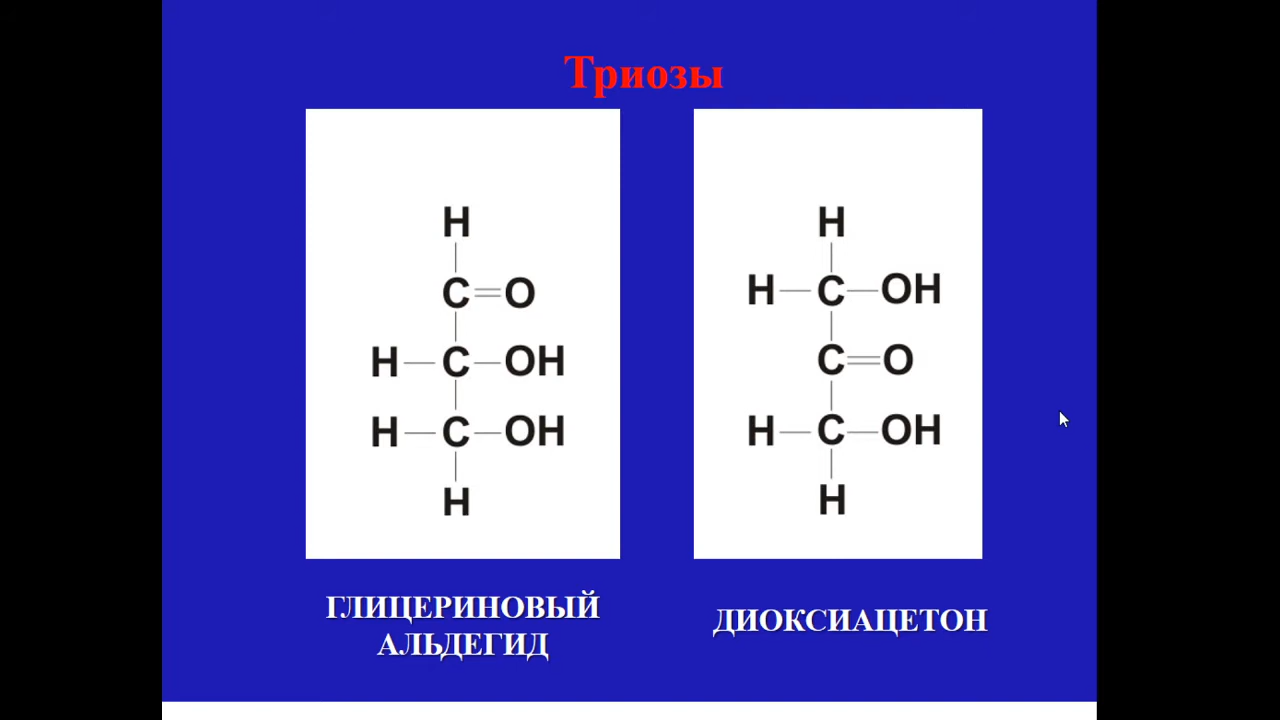 Триозы
H
C=O
H—C—OH
H—C—OH
H
H
H—C—OH
C=O
H—C—OH
H
ГЛИЦЕРИНОВЫЙ
АЛЬДЕГИД
ДИОКСИАЦЕТОН